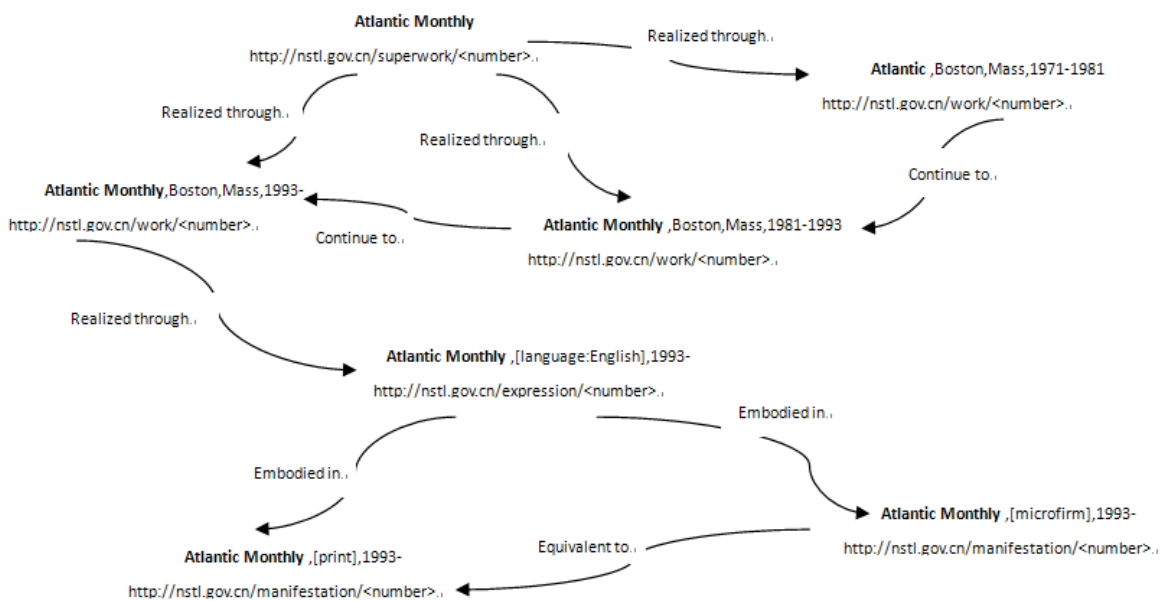 Atlantic Monthly
http://nstl.gov.cn/superwork/<number>.
Realized through.
Atlantic ,Boston,Mass,1971-1981
http://nstl.gov.cn/work/<number>.
Realized through.
Realized through.
Continue to.
Atlantic Monthly,Boston,Mass,1993-
http://nstl.gov.cn/work/<number>.
Atlantic Monthly ,Boston,Mass,1981-1993
http://nstl.gov.cn/work/<number>.
Continue to.
Realized through.
Atlantic Monthly ,[language:English],1993-
http://nstl.gov.cn/expression/<number>.
Embodied in.
Embodied in.
Atlantic Monthly ,[microfirm],1993-
http://nstl.gov.cn/manifestation/<number>.
Equivalent to.
Atlantic Monthly ,[print],1993-
http://nstl.gov.cn/manifestation/<number>.